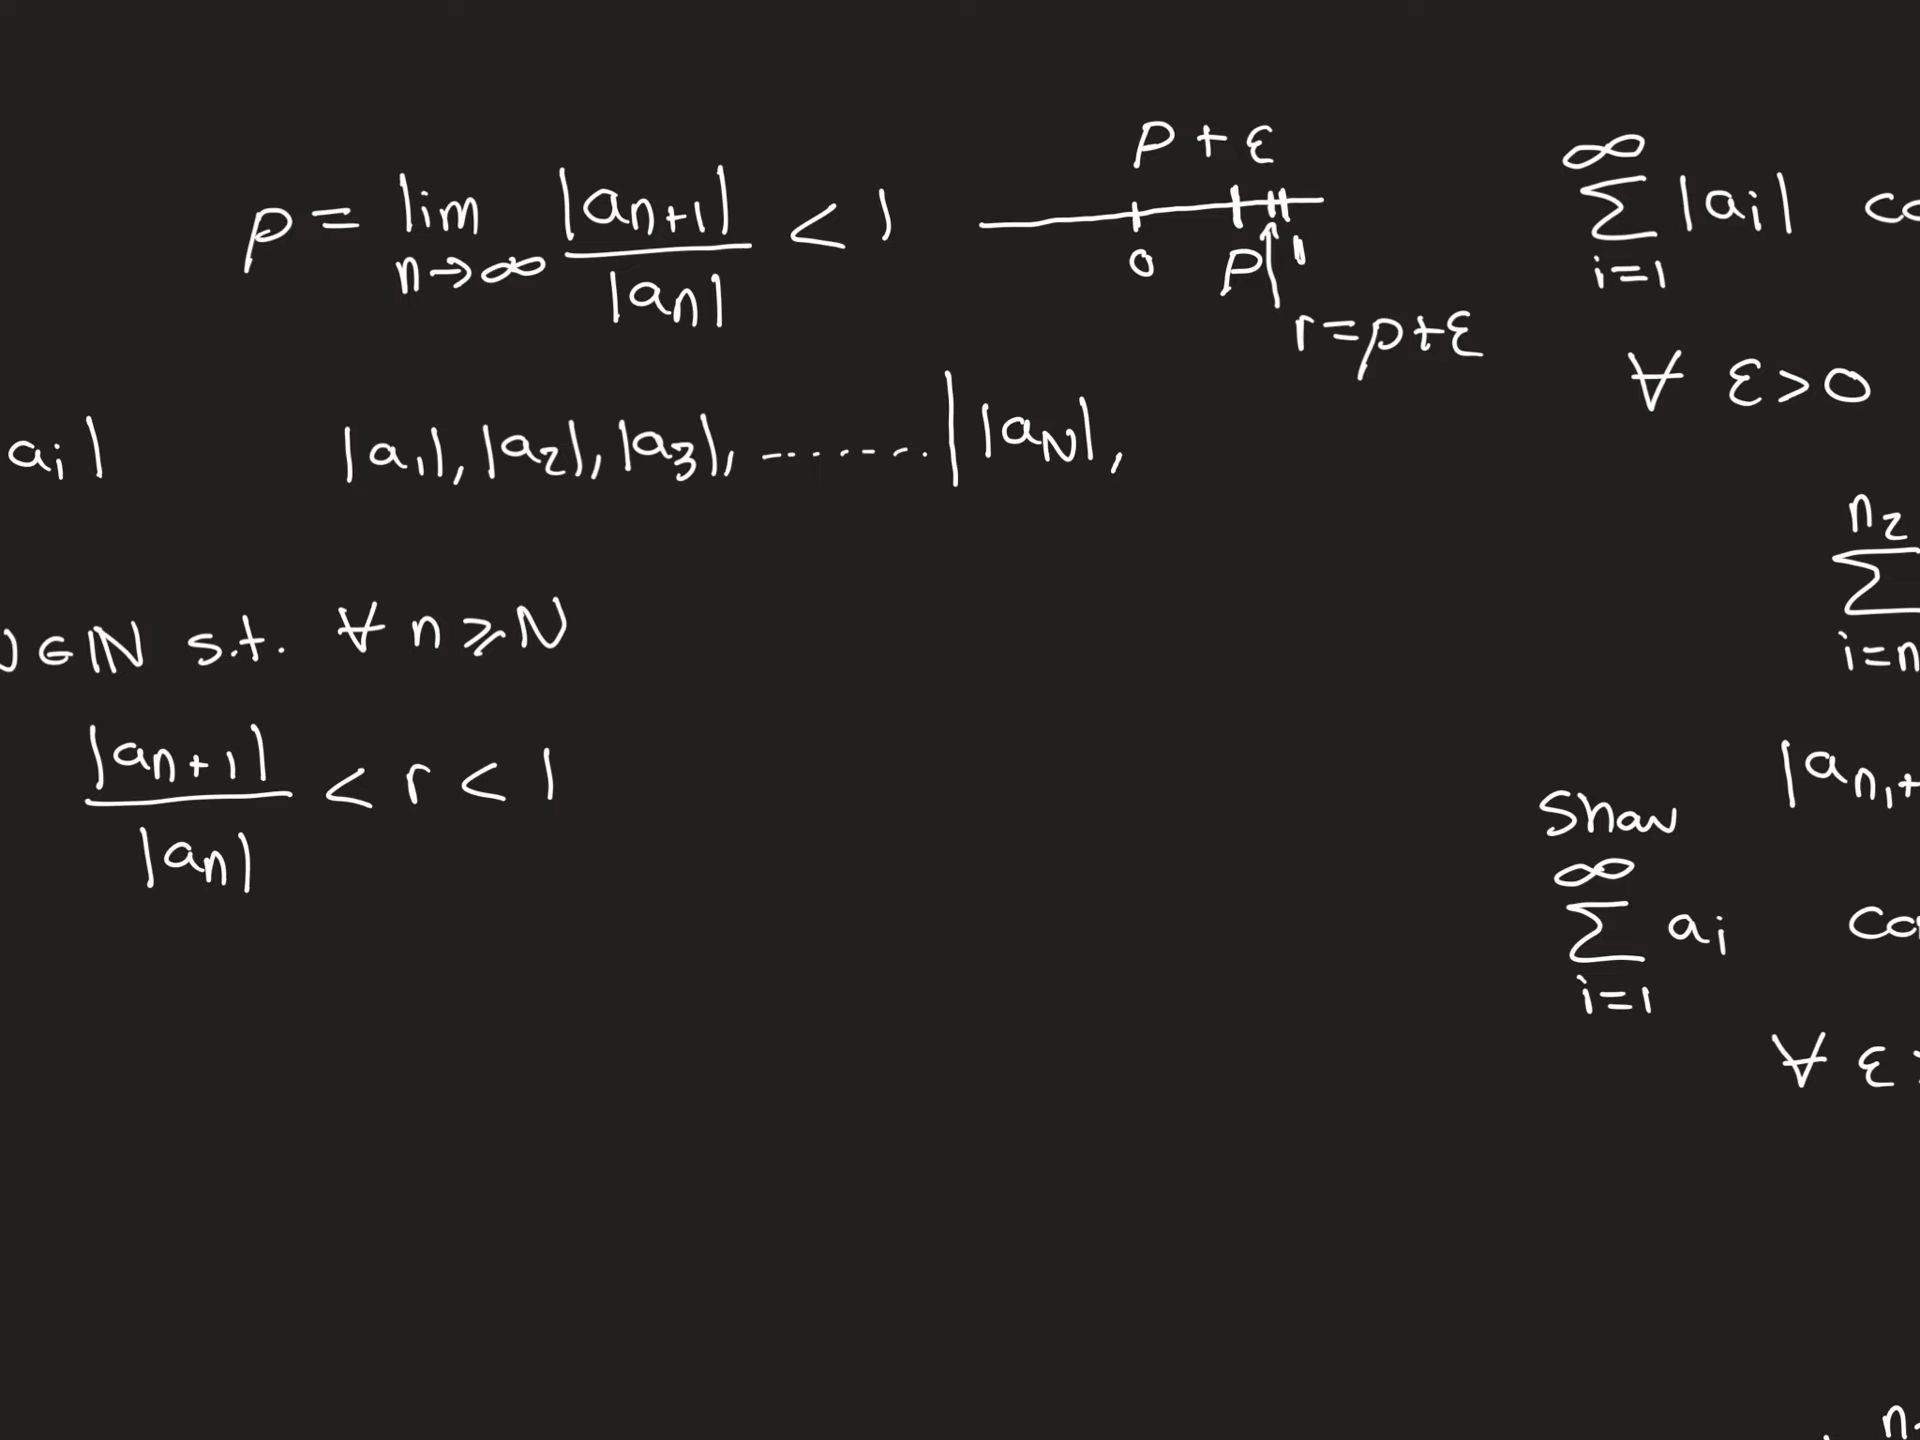 p = lim n→∞ |an+1| / |an| < 1
p + ε
0 p 1
r = p + ε
∞ Σ i=1 |ai|
∀ ε > 0
ai| |a1|, |a2|, |a3|, ........ | |aN|,
n2 Σ i=n
∈ ℕ s.t. ∀ n ⩾ N
|an+1| / |an| < r < 1
|an1+
Show
∞ Σ i=1 ai
∀ ε